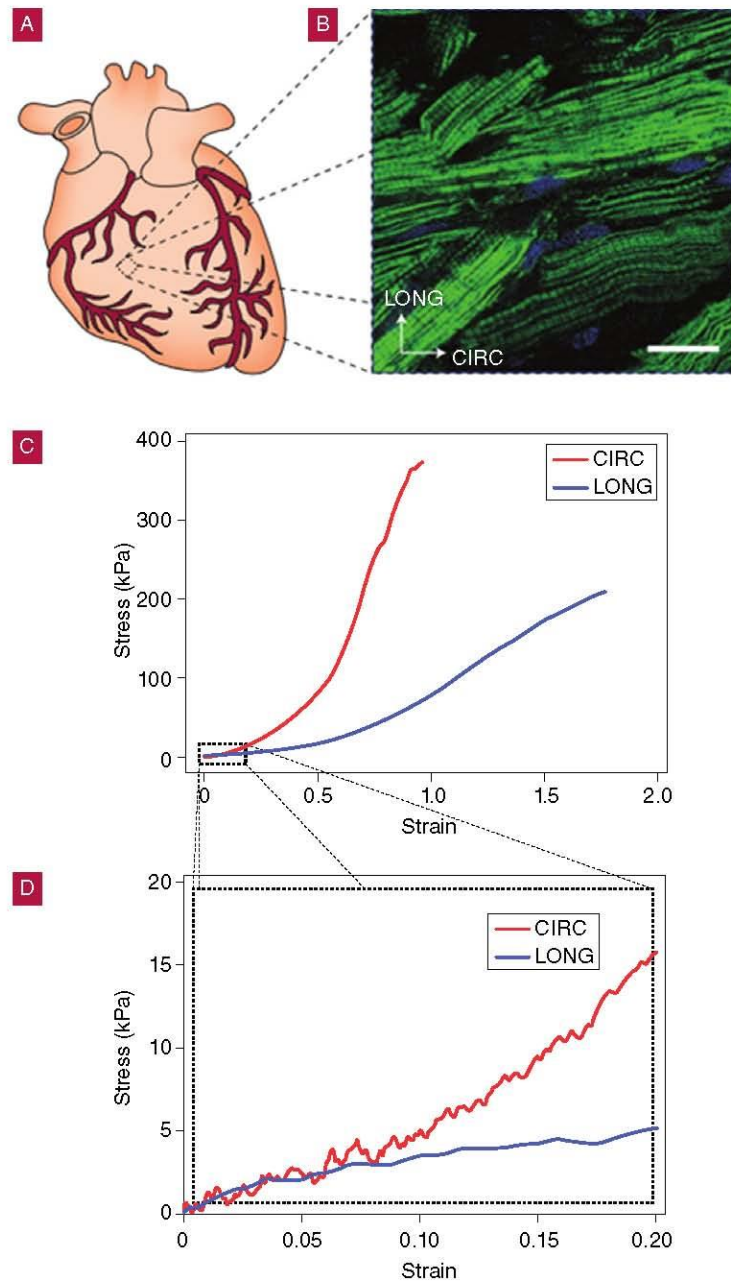 A
B
LONG
CIRC
C
400
300
200
100
0
Stress (kPa)
CIRC
LONG
0 0.5 1.0 1.5 2.0
Strain
D
20
15
10
5
0
Stress (kPa)
CIRC
LONG
0 0.05 0.10 0.15 0.20
Strain